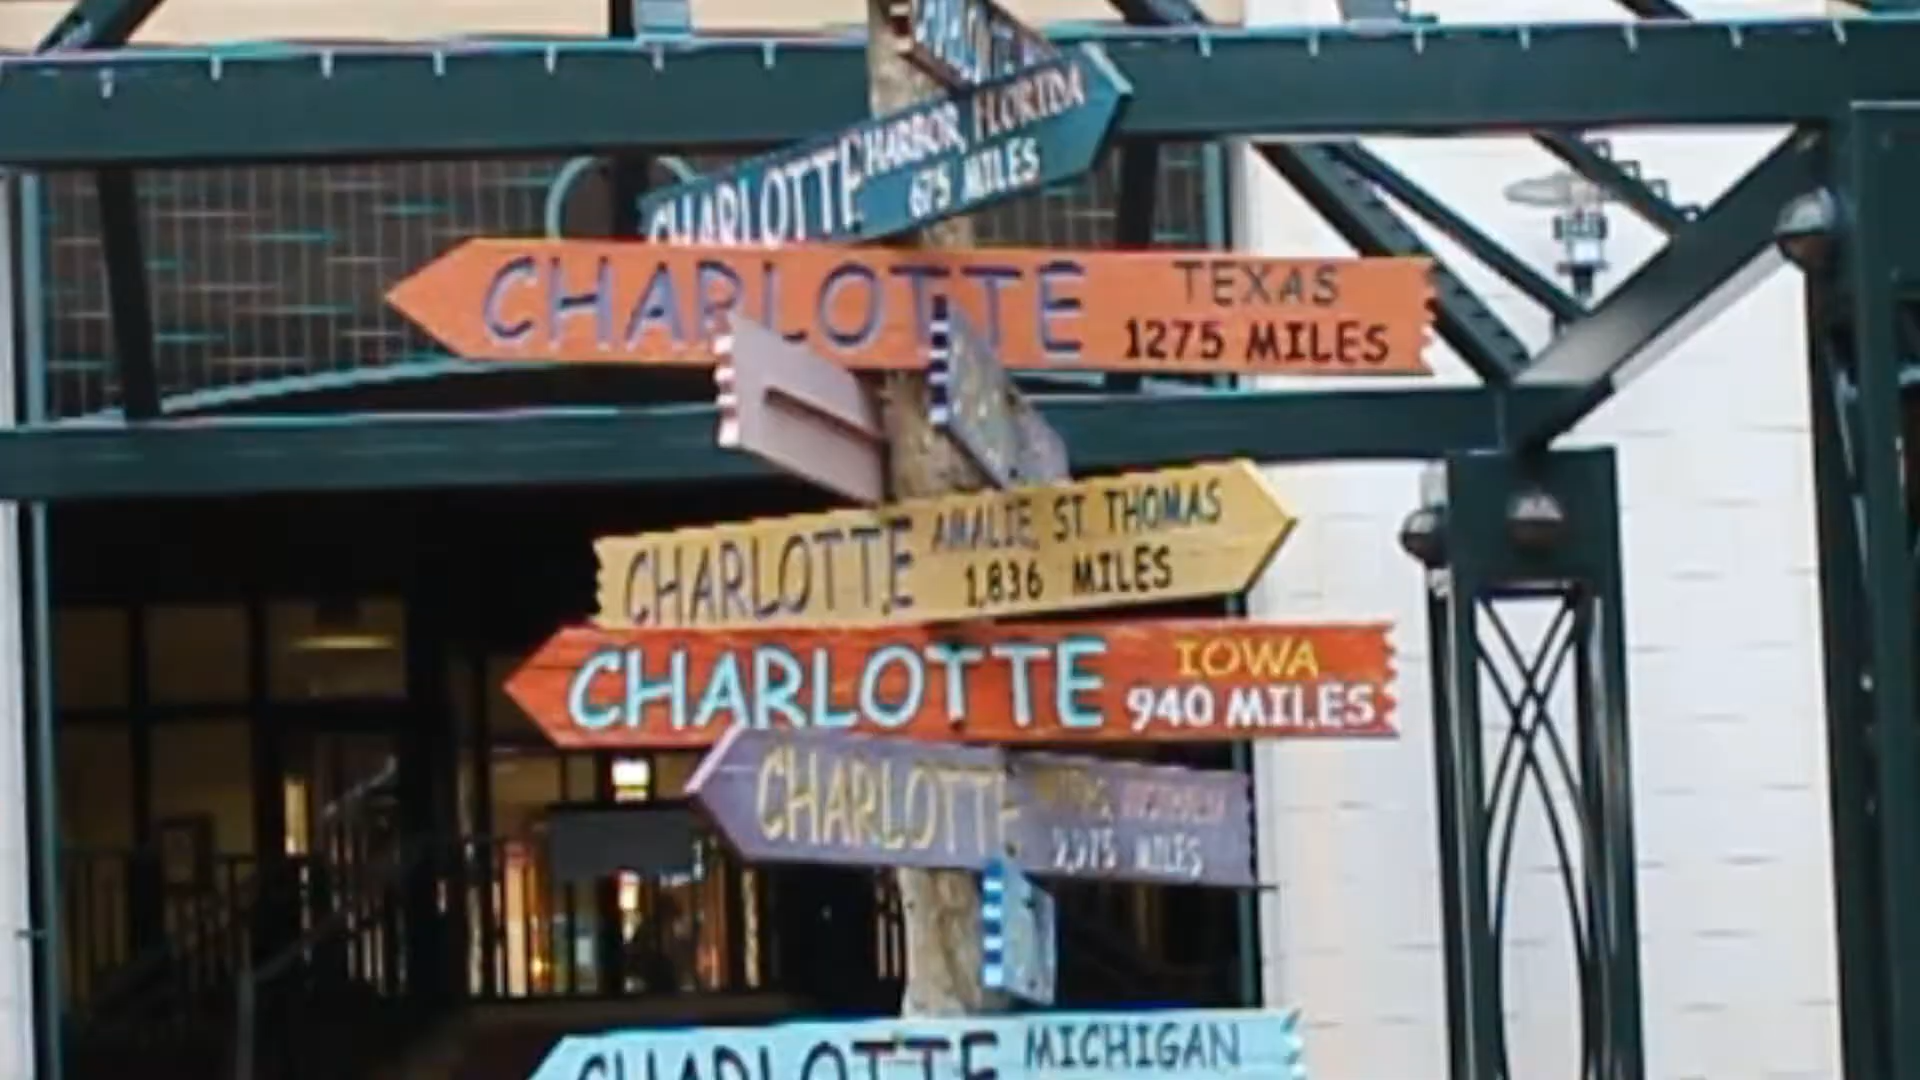 CHARLOTTE HARBOR, FLORIDA
675 MILES
CHARLOTTE TEXAS
1275 MILES
CHARLOTTE AMALIE, ST. THOMAS
1,836 MILES
CHARLOTTE IOWA
940 MILES
CHARLOTTE
MILES
CHARLOTTE MICHIGAN